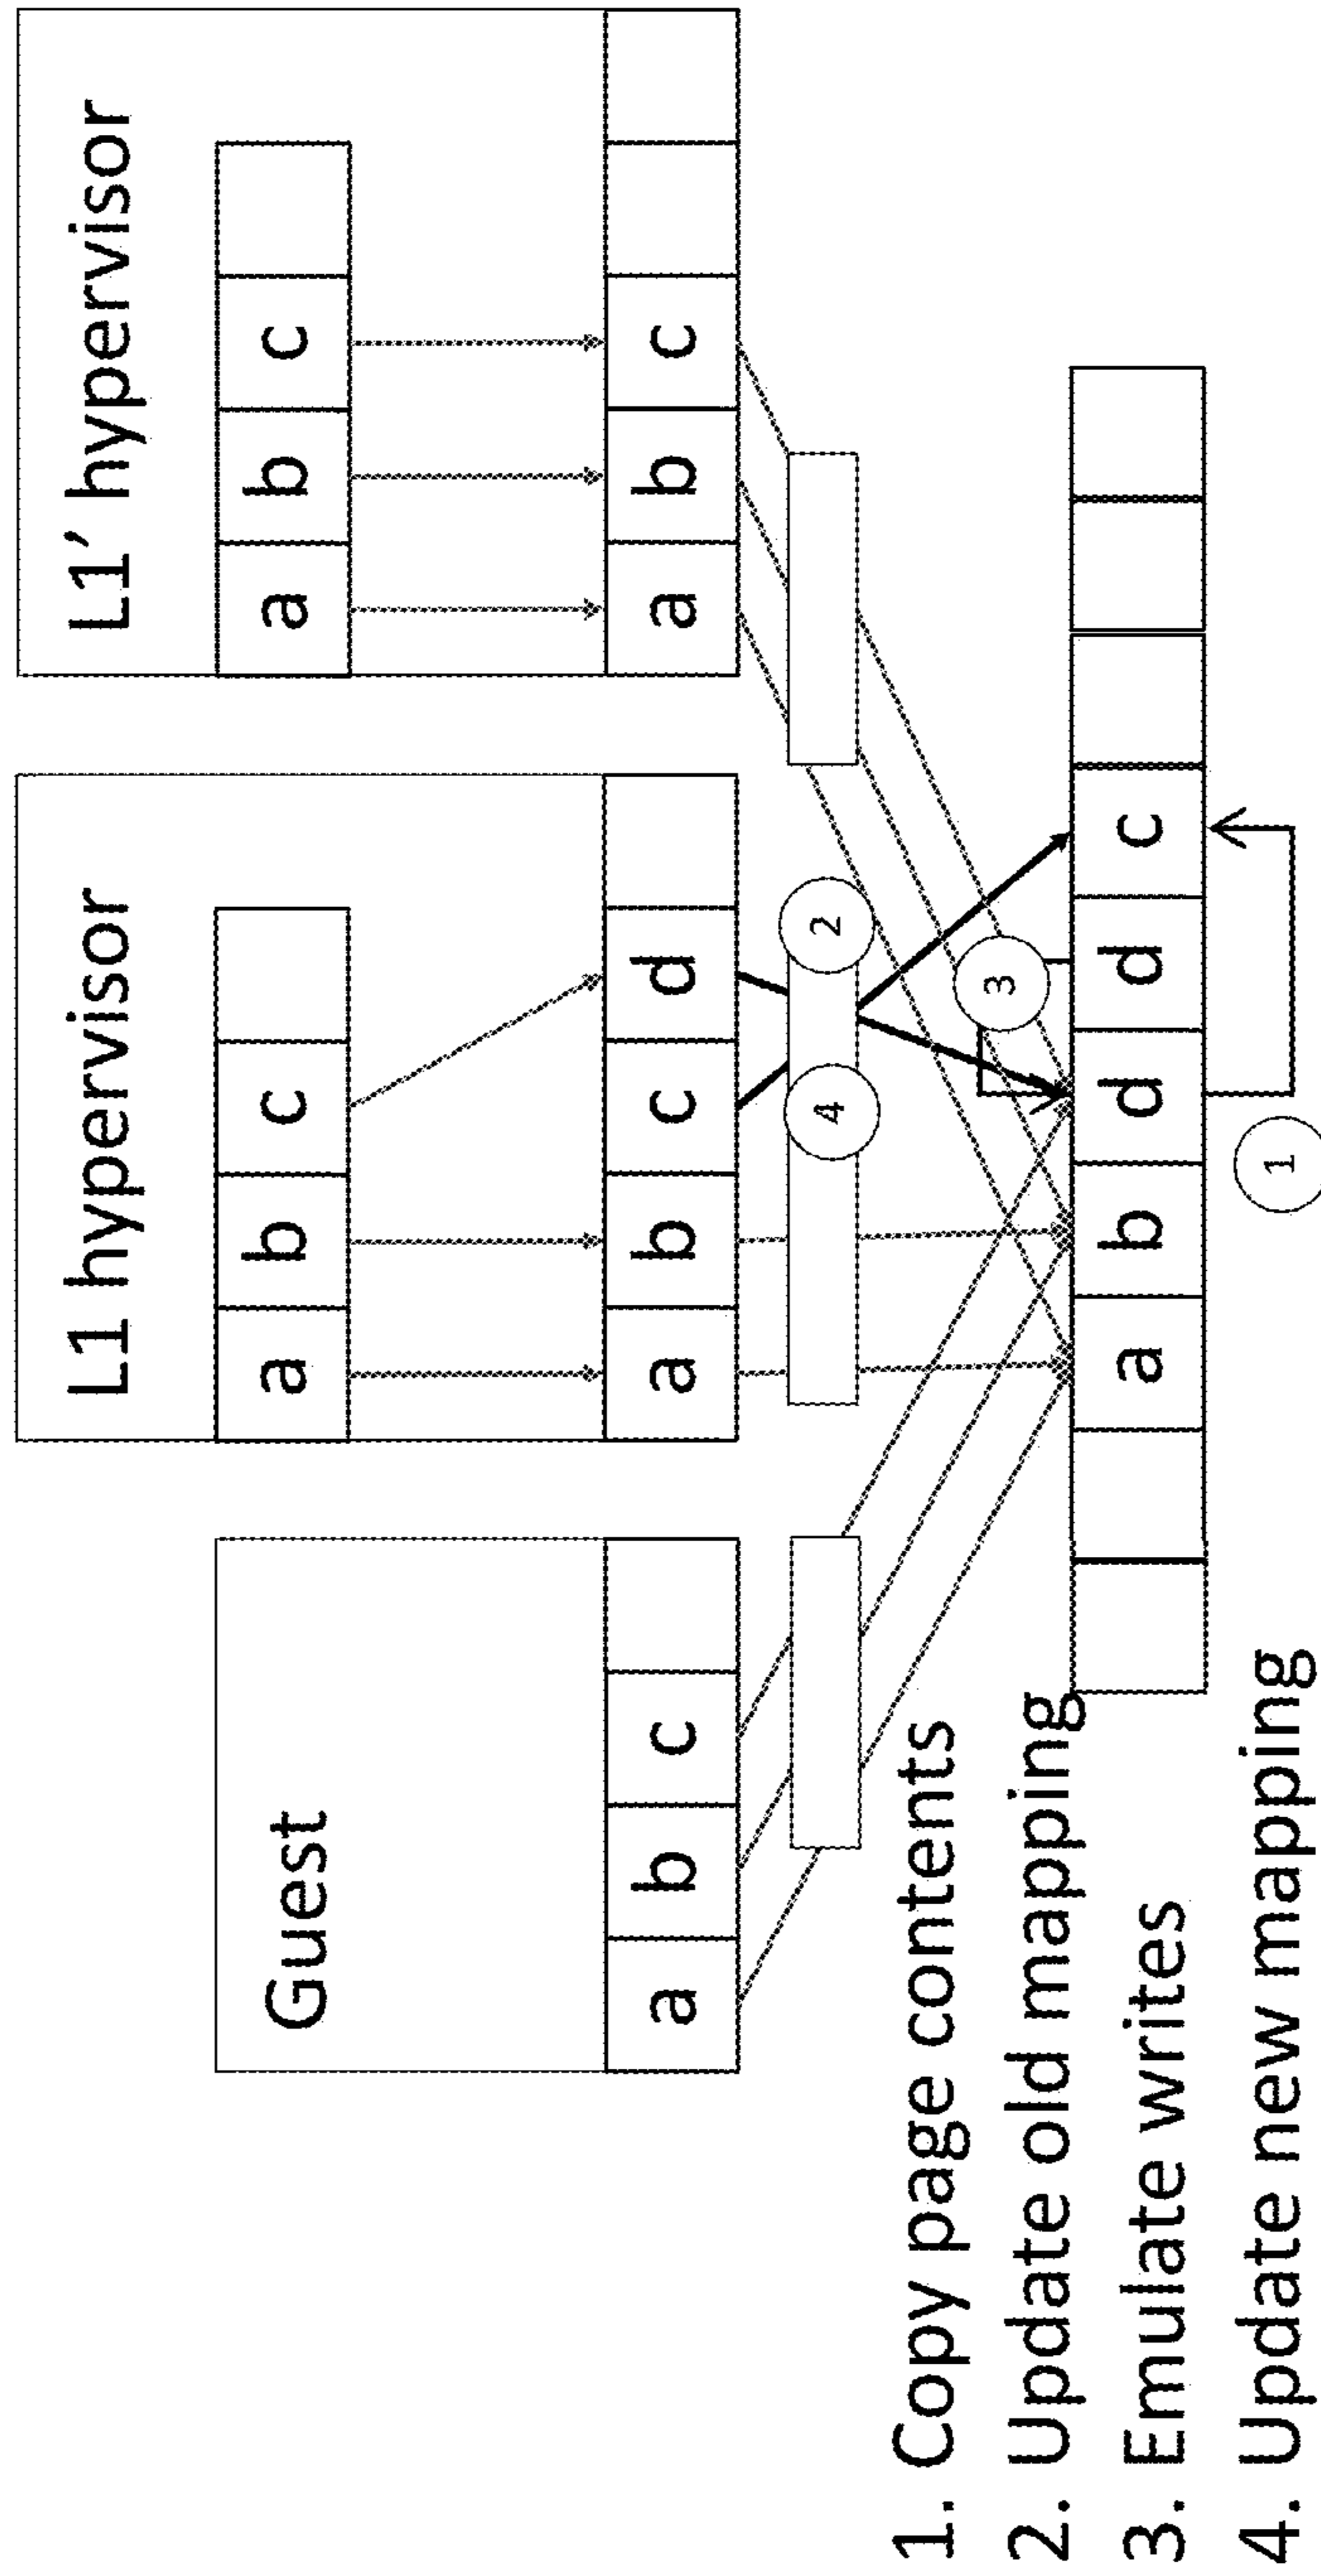 L1 hypervisor
L1’ hypervisor
Guest
a b c
a b c
a b c
a b c d
a b c
4
2
3
a b d d c
1
1. Copy page contents
2. Update old mapping
3. Emulate writes
4. Update new mapping